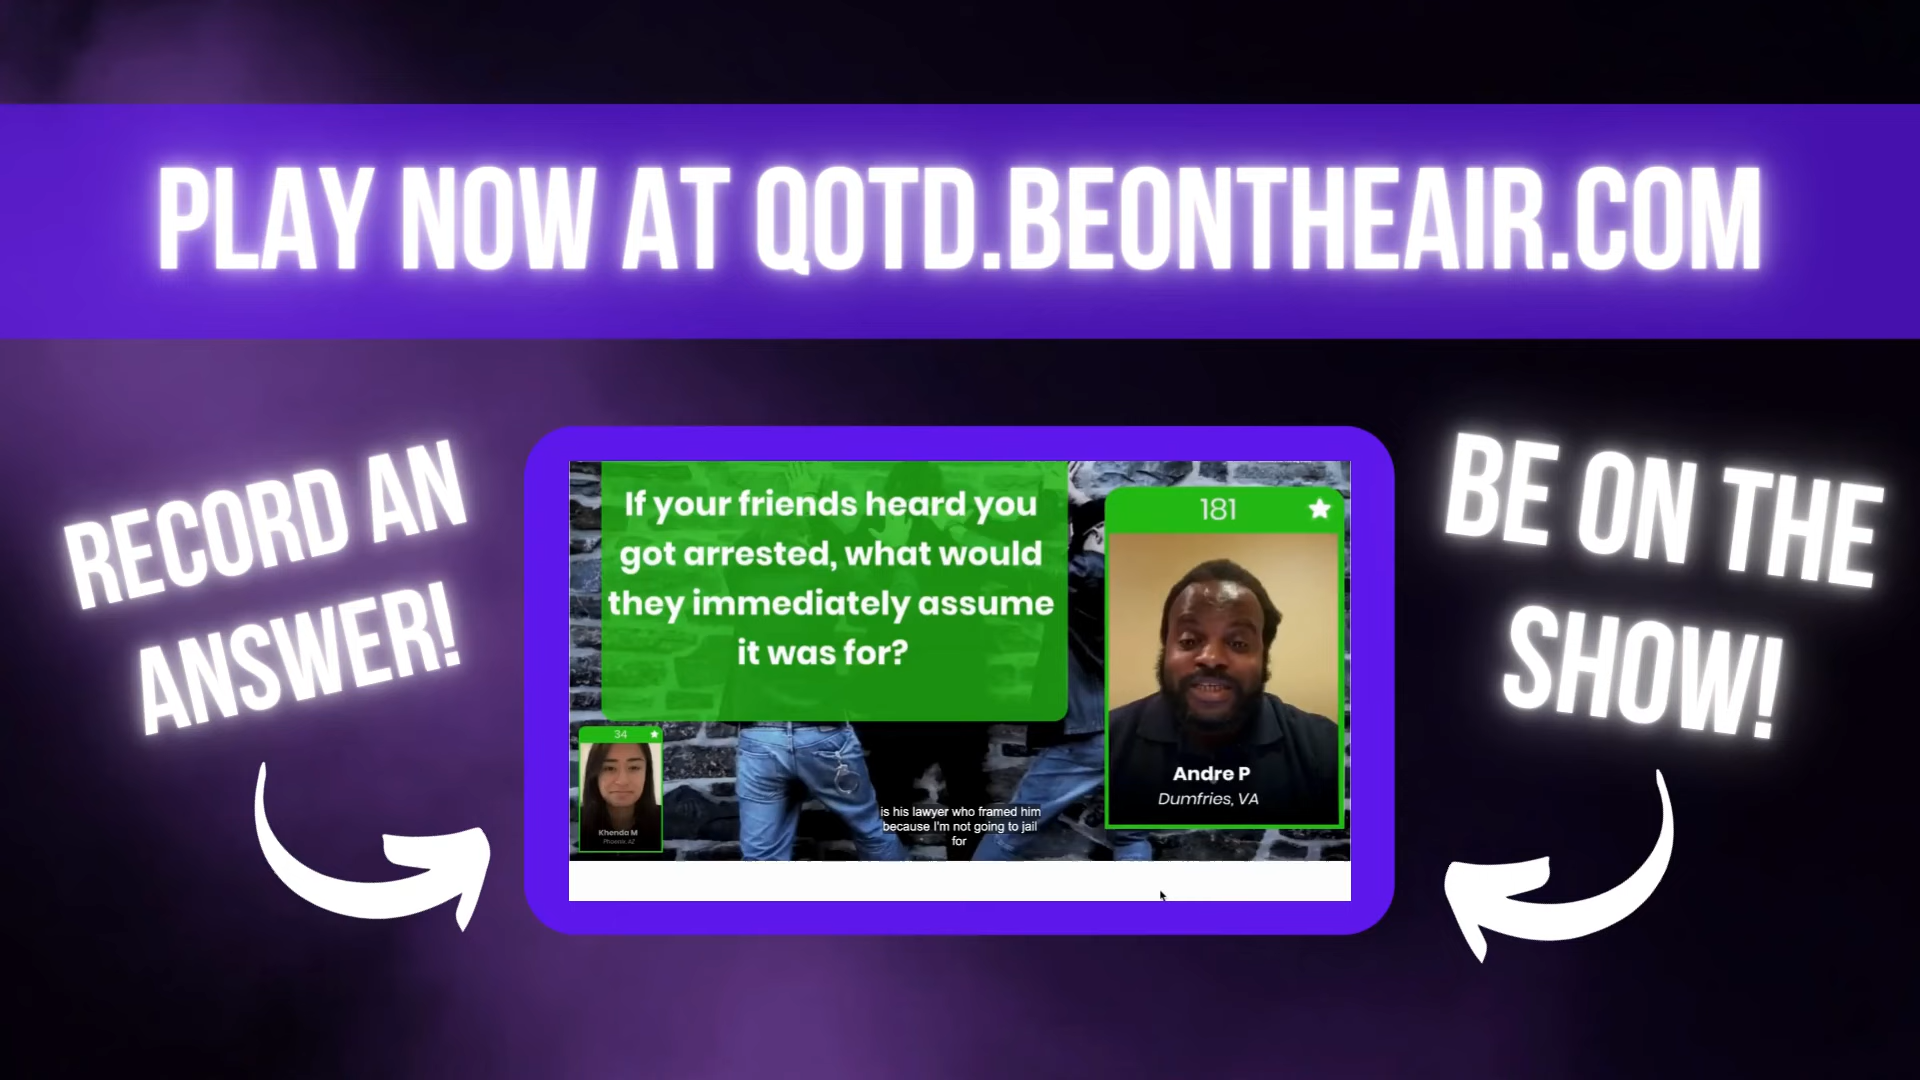 PLAY NOW AT QOTD.BEONTHEAIR.COM
RECORD AN
ANSWER!
If your friends heard you
got arrested, what would
they immediately assume
it was for?
181
Andre P
Dumfries, VA
34
Khenda M
Phoenix, AZ
is his lawyer who framed him
because I'm not going to jail
for
BE ON THE
SHOW!